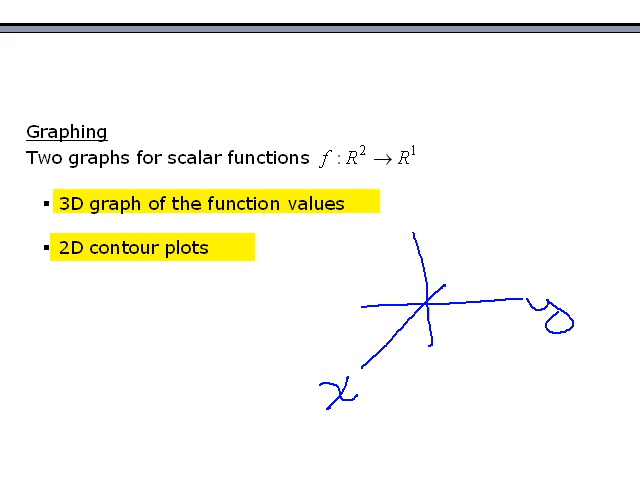 Graphing
Two graphs for scalar functions f : R² → R¹
▪ 3D graph of the function values
▪ 2D contour plots
y
x